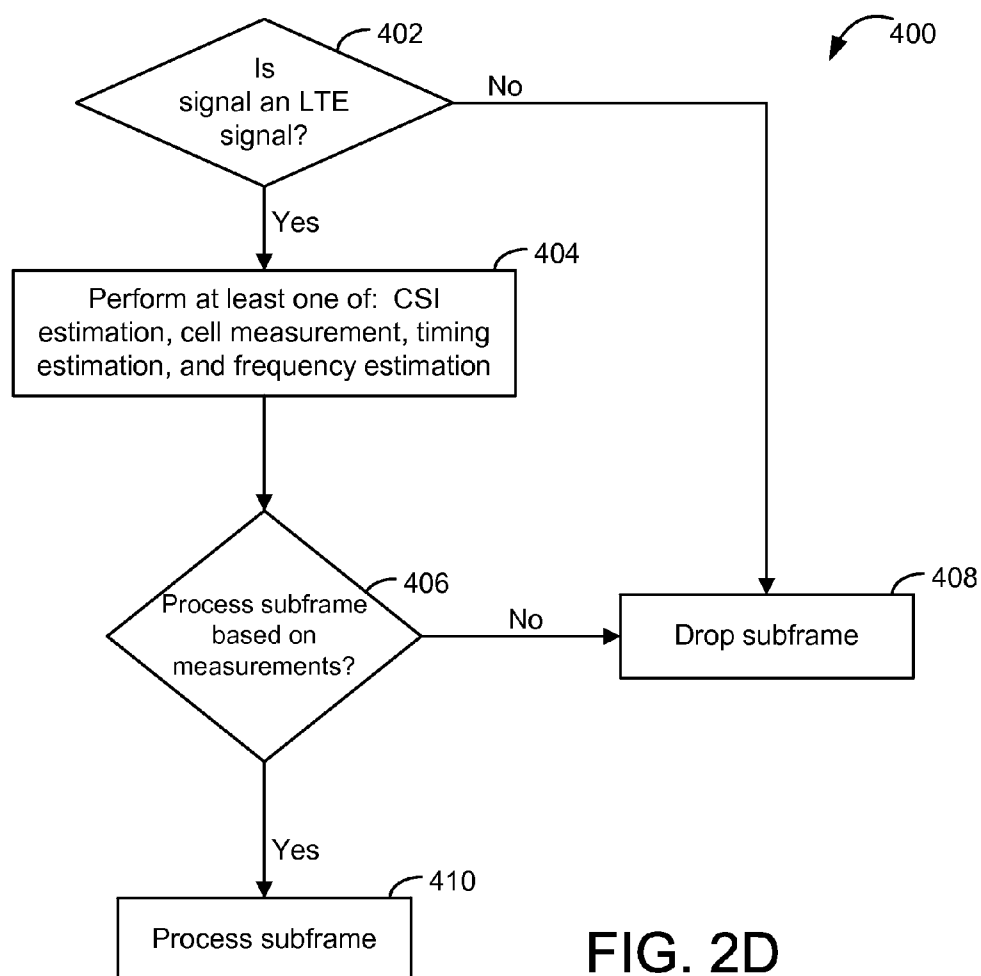 402
400
Is
signal an LTE
signal?
No
Yes
404
Perform at least one of: CSI
estimation, cell measurement, timing
estimation, and frequency estimation
406
Process subframe
based on
measurements?
No
408
Drop subframe
Yes
410
Process subframe
FIG. 2D